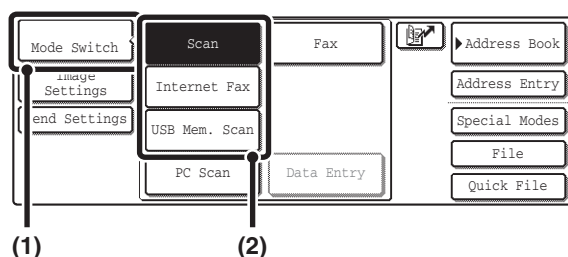 Mode Switch
Scan
Fax
Address Book
Image
Settings
Internet Fax
Address Entry
end Settings
USB Mem. Scan
Special Modes
PC Scan
Data Entry
File
Quick File
(1)
(2)